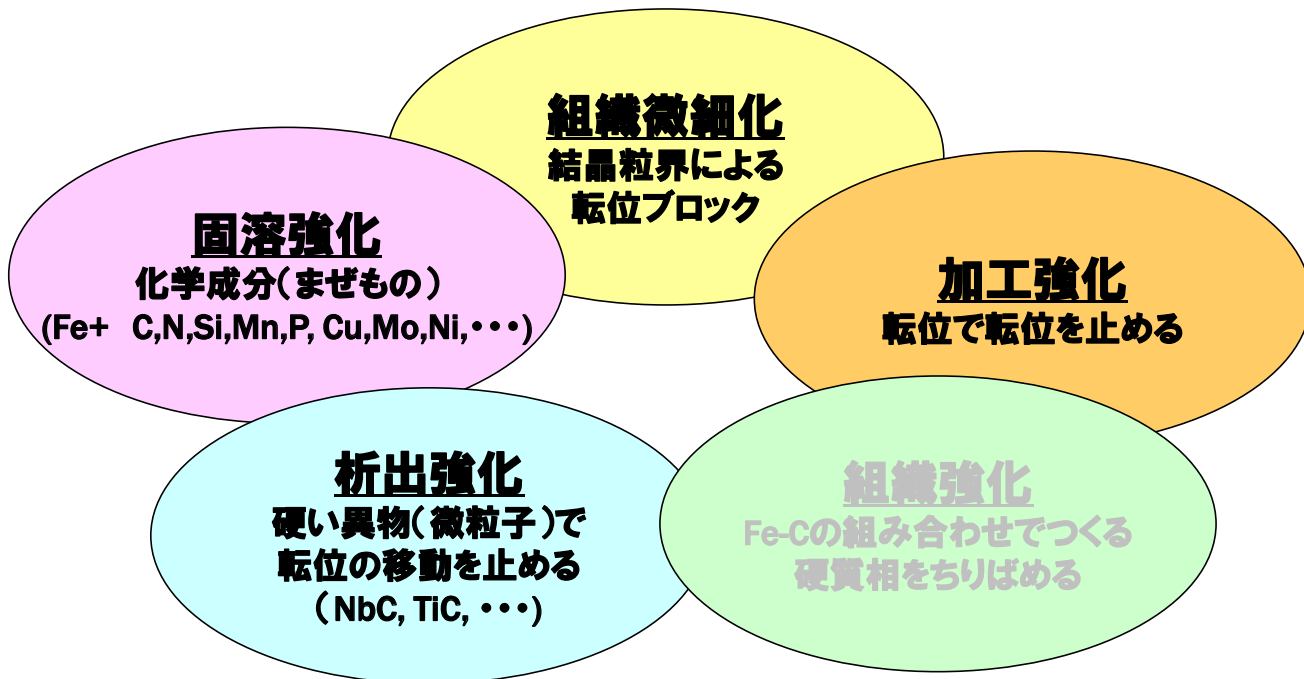 組織微細化
結晶粒界による
転位ブロック
固溶強化
化学成分（まぜもの）
(Fe+ C,N,Si,Mn,P, Cu,Mo,Ni,･･･)
加工強化
転位で転位を止める
析出強化
硬い異物（微粒子）で
転位の移動を止める
（NbC, TiC, ･･･)
組織強化
Fe-Cの組み合わせでつくる
硬質相をちりばめる